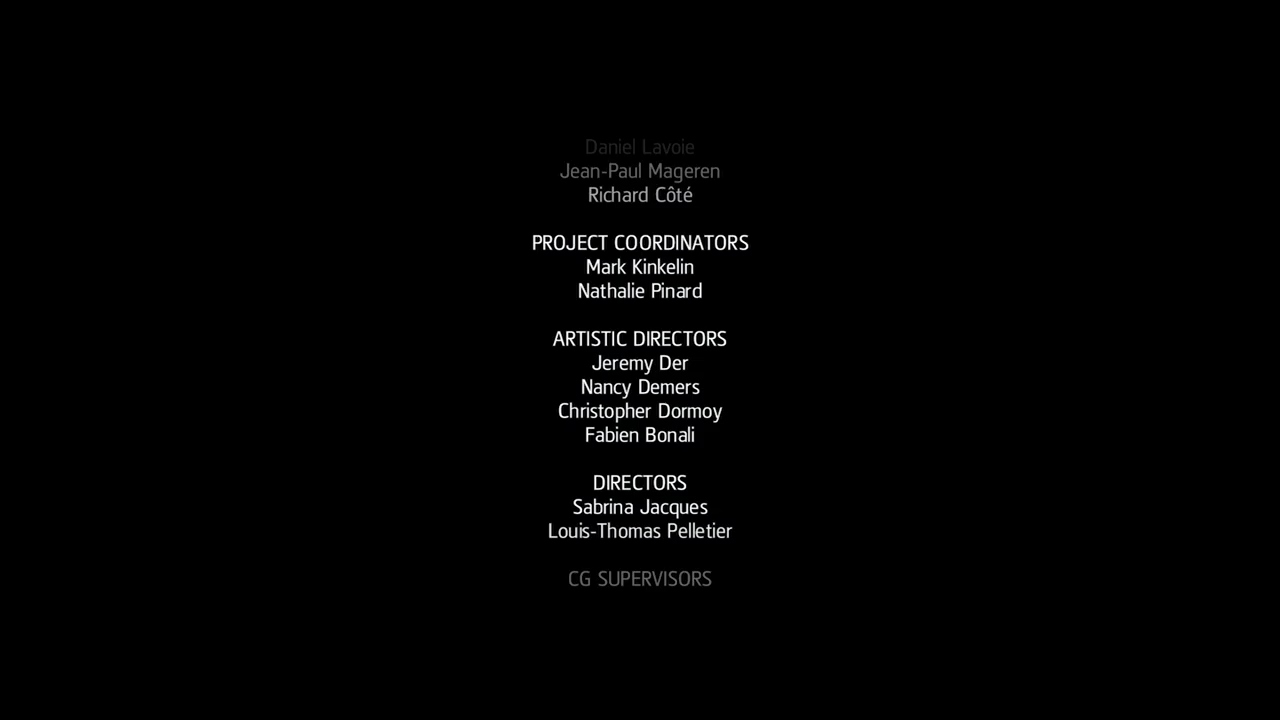 Daniel Lavoie
Jean-Paul Mageren
Richard Côté
PROJECT COORDINATORS
Mark Kinkelin
Nathalie Pinard
ARTISTIC DIRECTORS
Jeremy Der
Nancy Demers
Christopher Dormoy
Fabien Bonali
DIRECTORS
Sabrina Jacques
Louis-Thomas Pelletier
CG SUPERVISORS